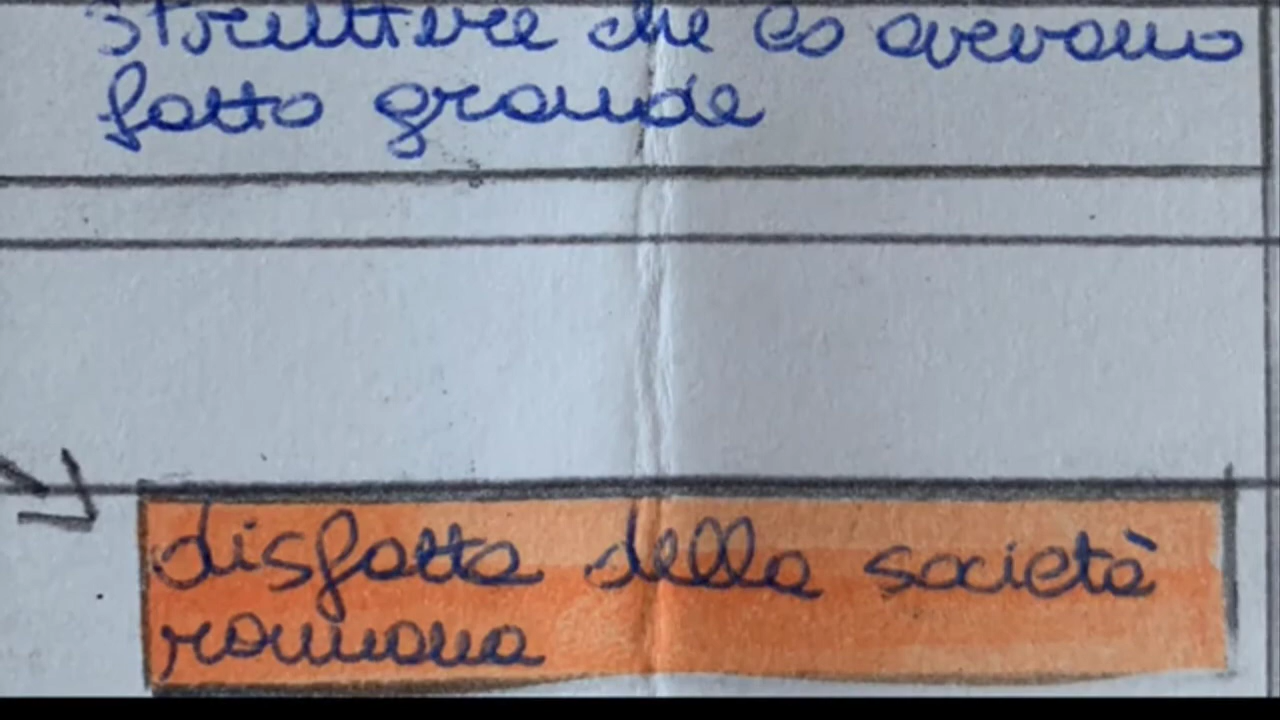 strutture che lo avevano
fatto grande
disfatta della società
romana